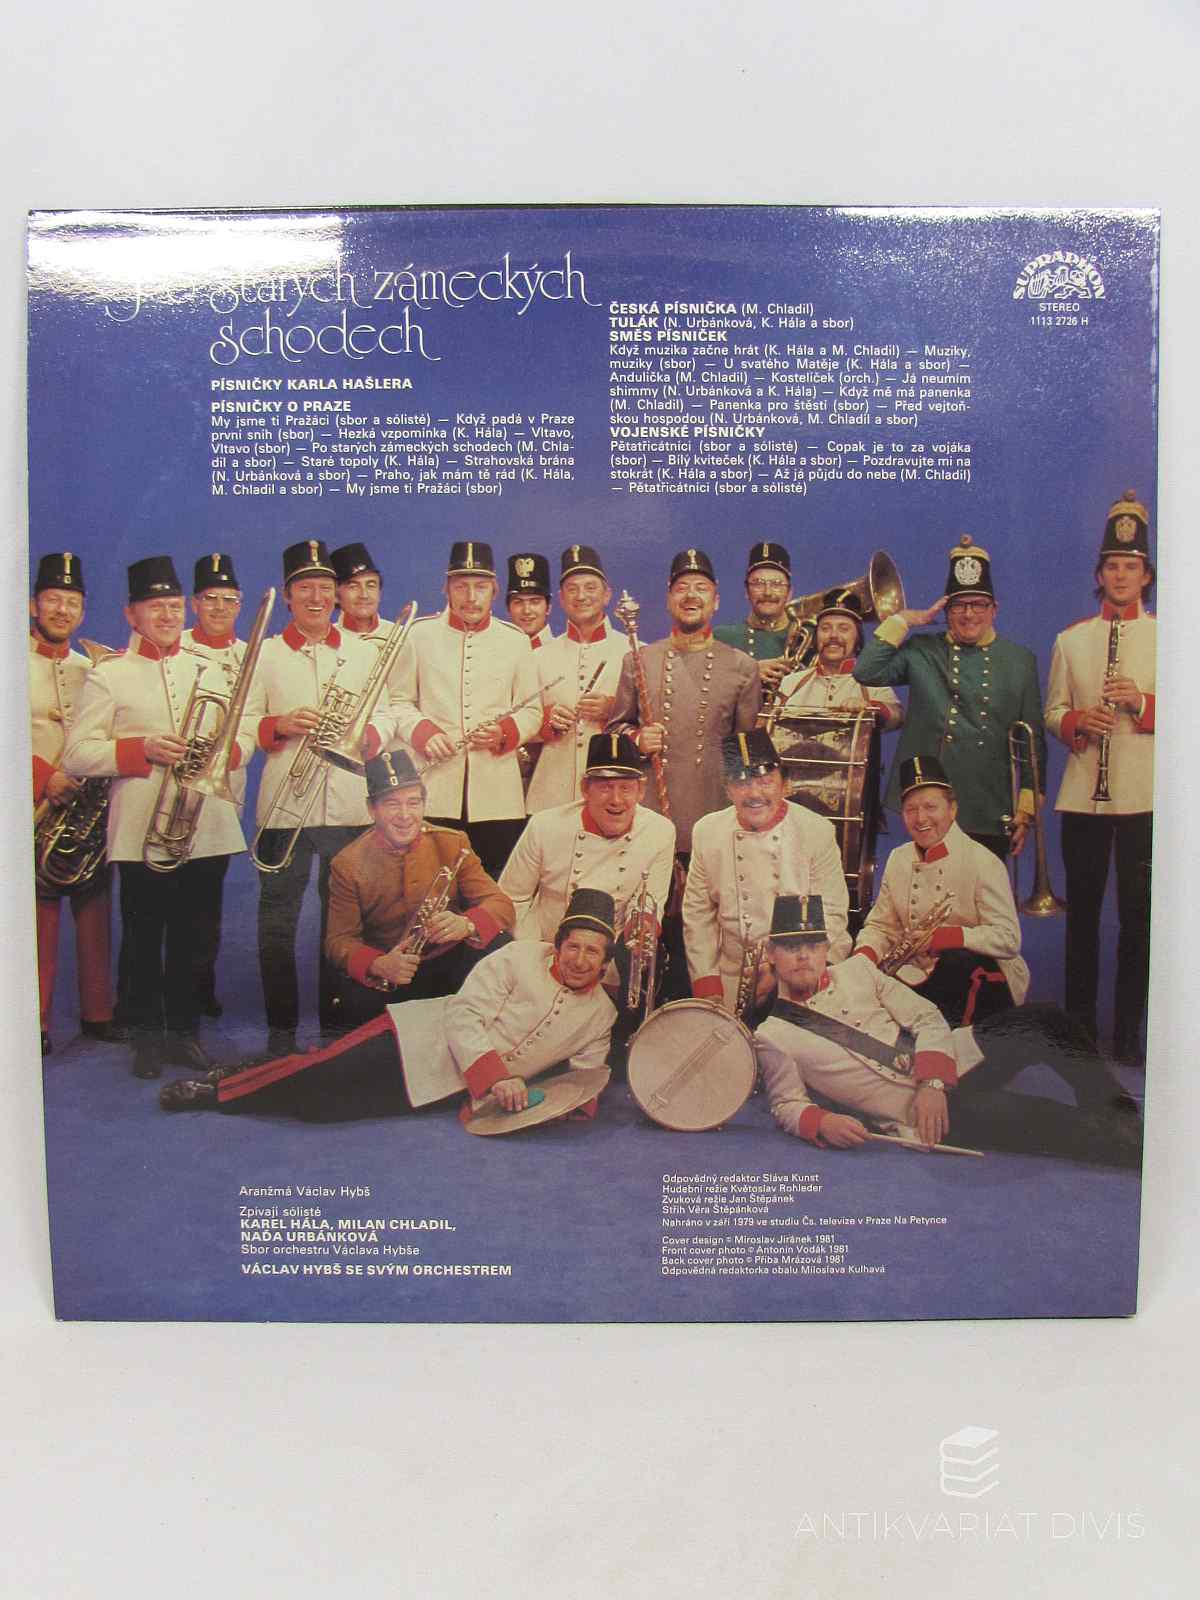 Po starých zámeckých
schodech
PÍSNIČKY KARLA HAŠLERA
PÍSNIČKY O PRAZE
My jsme ti Pražáci (sbor a sólisté) — Když padá v Praze
první sníh (sbor) — Hezká vzpomínka (K. Hála) — Vltavo,
Vltavo (sbor) — Po starých zámeckých schodech (M. Chla-
dil a sbor) — Staré topoly (K. Hála) — Strahovská brána
(N. Urbánková a sbor) — Praho, jak mám tě rád (K. Hála,
M. Chladil a sbor) — My jsme ti Pražáci (sbor)
ČESKÁ PÍSNIČKA (M. Chladil)
TULÁK (N. Urbánková, K. Hála a sbor)
SMĚS PÍSNIČEK
Když muzika začne hrát (K. Hála a M. Chladil) — Muziky,
muziky (sbor) — U svatého Matěje (K. Hála a sbor) —
Andulička (M. Chladil) — Kostelíček (orch.) — Já neumím
shimmy (N. Urbánková a K. Hála) — Když mě má panenka
(M. Chladil) — Panenka pro štěstí (sbor) — Před vejtoň-
skou hospodou (N. Urbánková, M. Chladil a sbor)
VOJENSKÉ PÍSNIČKY
Pětatřicátníci (sbor a sólisté) — Copak je to za vojáka
(sbor) — Bílý kvíteček (K. Hála a sbor) — Pozdravujte mi na
stokrát (K. Hála a sbor) — Až já půjdu do nebe (M. Chladil)
— Pětatřicátníci (sbor a sólisté)
SUPRAPHON
STEREO
1113 2726 H
Aranžmá Václav Hybš
Zpívají sólisté
KAREL HÁLA, MILAN CHLADIL,
NAĎA URBÁNKOVÁ
Sbor orchestru Václava Hybše
VÁCLAV HYBŠ SE SVÝM ORCHESTREM
Odpovědný redaktor Sláva Kunst
Hudební režie Květoslav Rohleder
Zvuková režie Jan Štěpánek
Střih Věra Štěpánková
Nahráno v září 1979 ve studiu Čs. televize v Praze Na Petynce
Cover design © Miroslav Jiránek 1981
Front cover photo © Antonín Vodák 1981
Back cover photo © Přiba Mrázová 1981
Odpovědná redaktorka obalu Miloslava Kulhavá
ANTIKVARIAT DIVIS